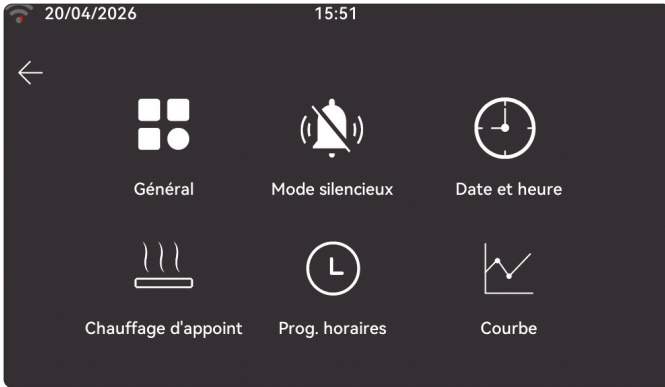 20/04/2026 15:51
Général Mode silencieux Date et heure
Chauffage d'appoint Prog. horaires Courbe